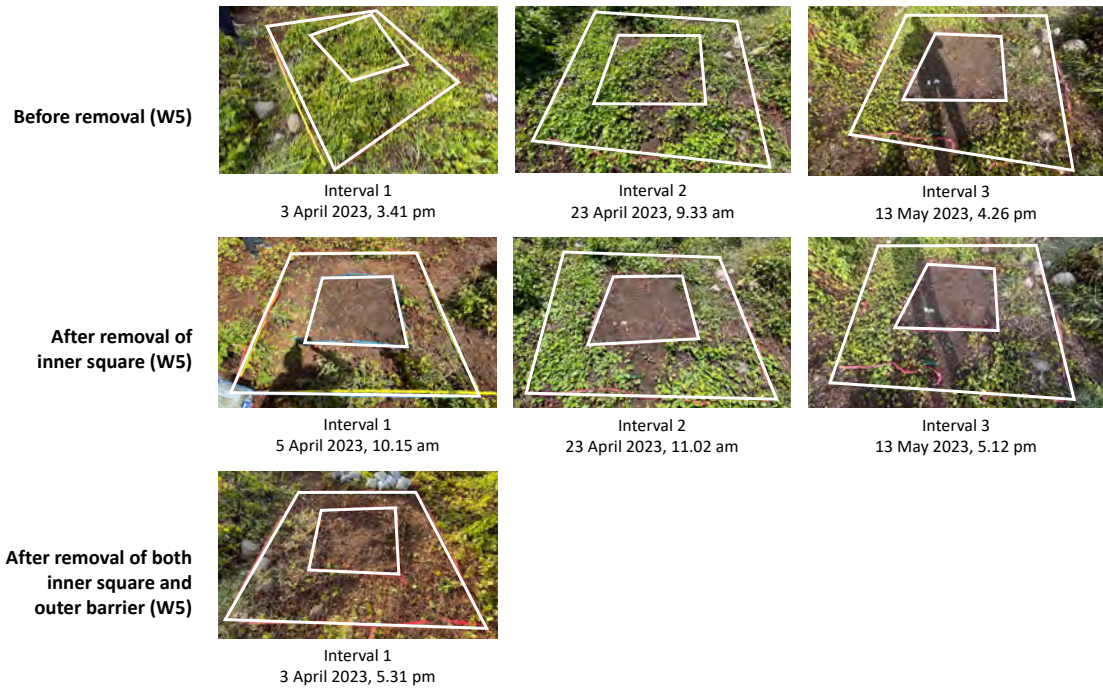 Before removal (W5)
Interval 1
3 April 2023, 3.41 pm
Interval 2
23 April 2023, 9.33 am
Interval 3
13 May 2023, 4.26 pm
After removal of
inner square (W5)
Interval 1
5 April 2023, 10.15 am
Interval 2
23 April 2023, 11.02 am
Interval 3
13 May 2023, 5.12 pm
After removal of both
inner square and
outer barrier (W5)
Interval 1
3 April 2023, 5.31 pm